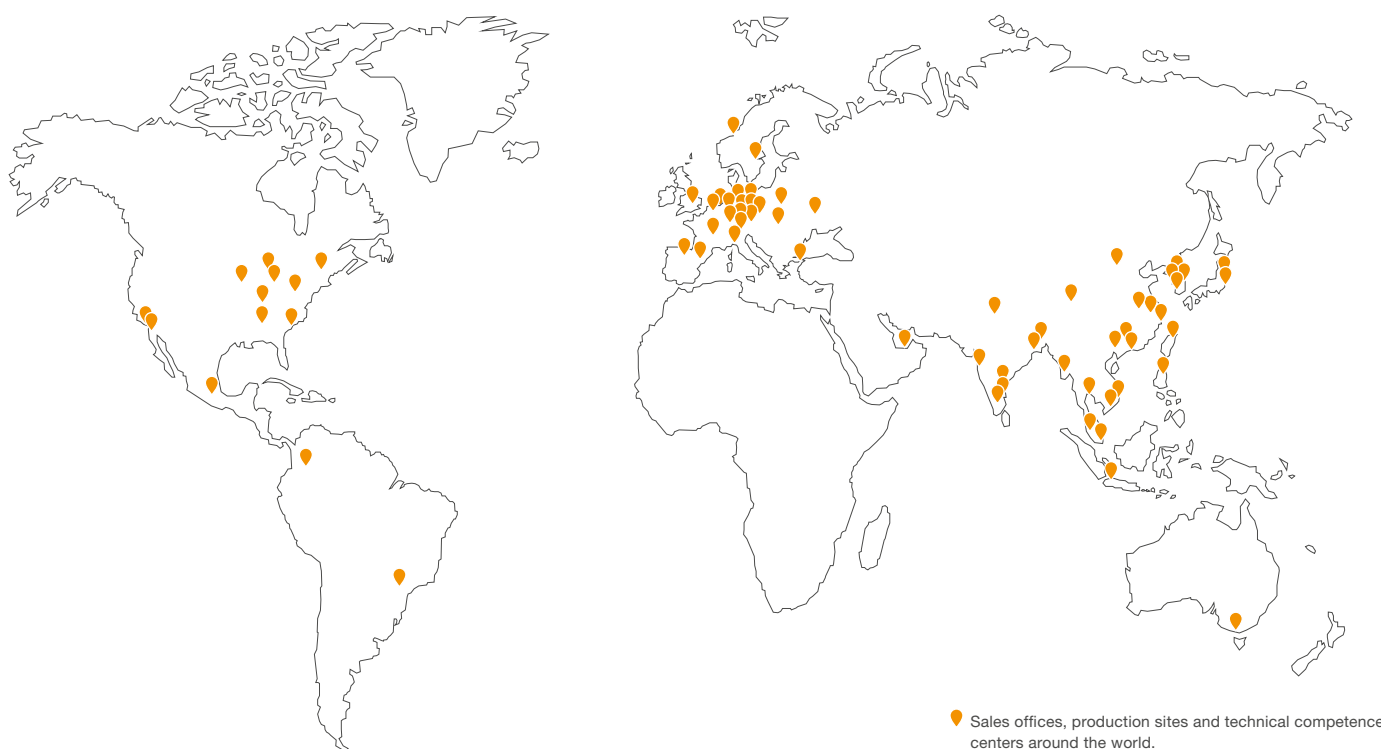 Sales offices, production sites and technical competence
centers around the world.